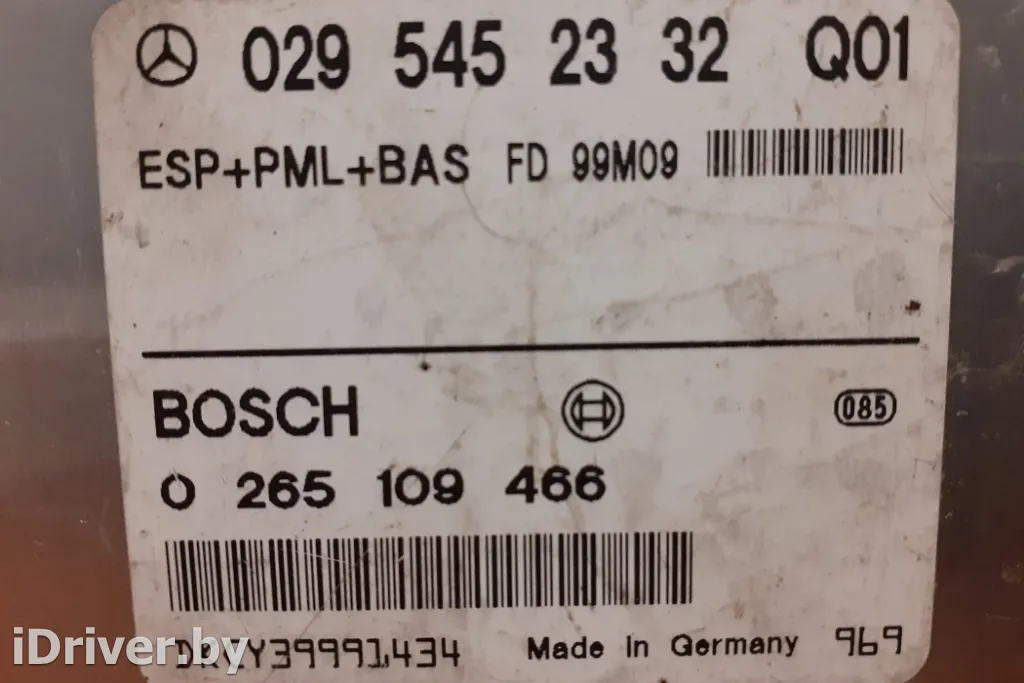 029 545 23 32 Q01
ESP+PML+BAS FD 99M09
BOSCH
085
0 265 109 466
Made in Germany 969
iDriver.by